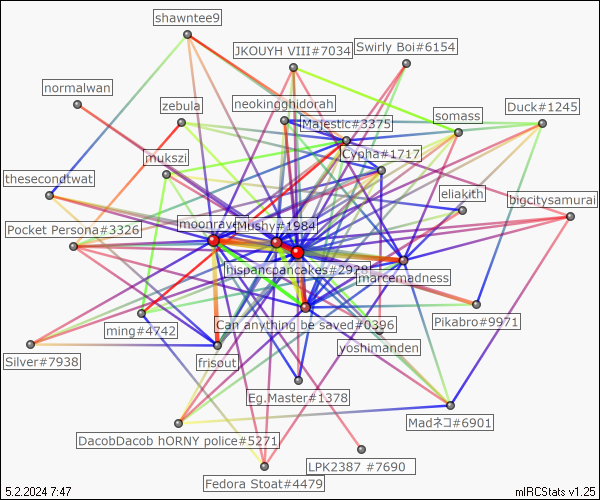 shawntee9
JKOUYH VIII#7034
Swirly Boi#6154
normalwan
zebula
neokingghidorah
somass
Duck#1245
Majestic#3375
mukszi
Cypha#1717
thesecondtwat
eliakith
bigcitysamurai
Pocket Persona#3326
moonrave
Mushy#1984
hispancpancakes#2929
marcemadness
ming#4742
Can anything be saved#0396
Pikabro#9971
Silver#7938
frisout
yoshimanden
Eg.Master#1378
Madネコ#6901
DacobDacob hORNY police#5271
Fedora Stoat#4479
LPK2387 #7690
5.2.2024 7:47
mIRCStats v1.25